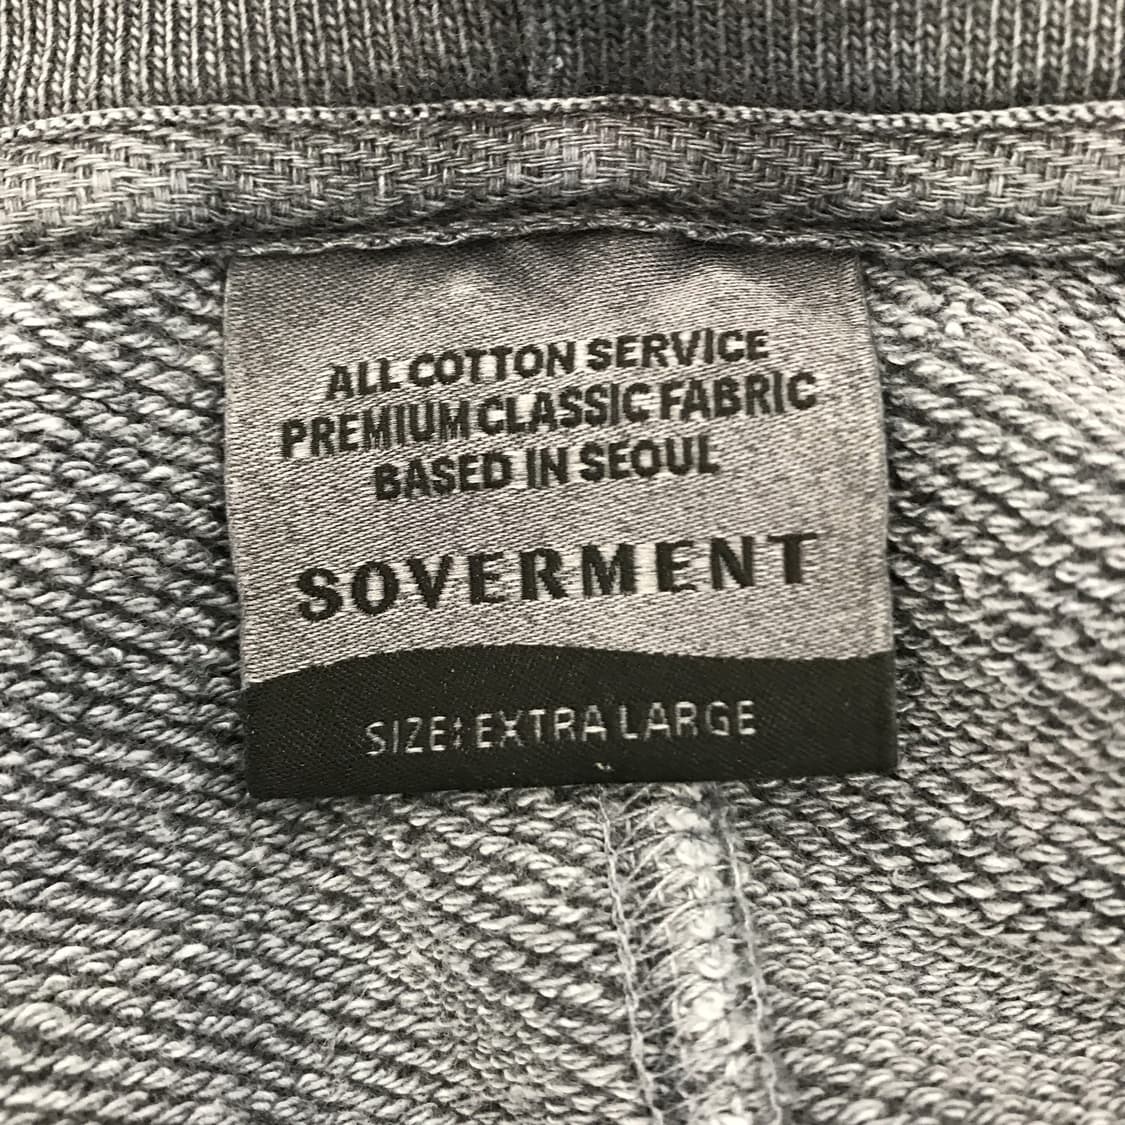 ALL COTTON SERVICE
PREMIUM CLASSIC FABRIC
BASED IN SEOUL
SOVERMENT
SIZE: EXTRA LARGE